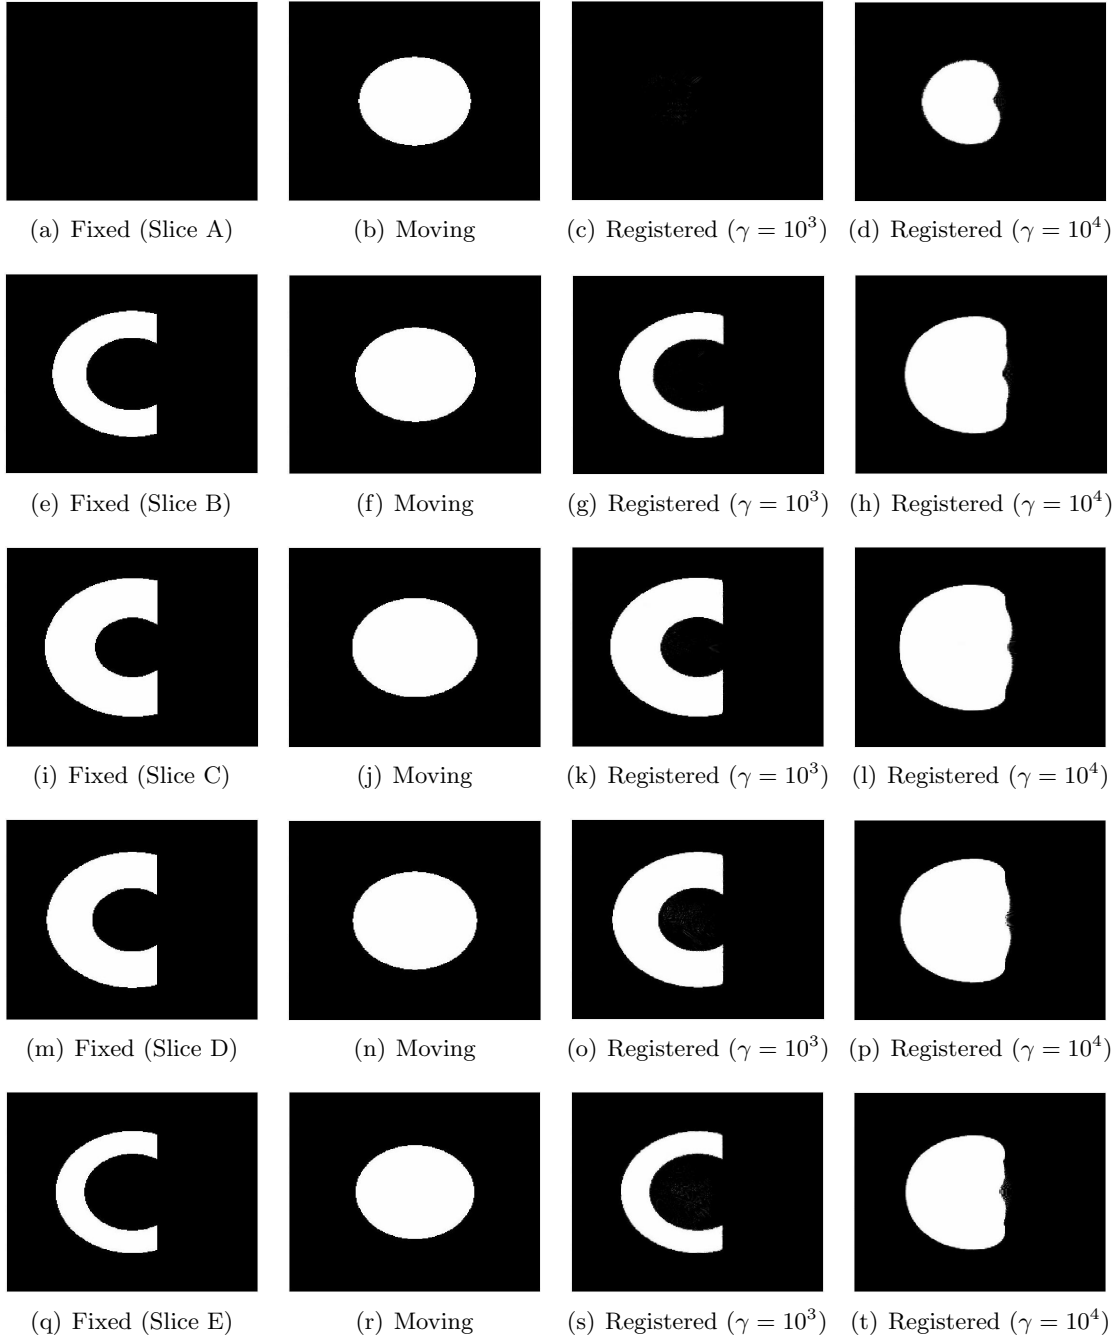 (a) Fixed (Slice A) (b) Moving (c) Registered (γ = 10³) (d) Registered (γ = 10⁴)
(e) Fixed (Slice B) (f) Moving (g) Registered (γ = 10³) (h) Registered (γ = 10⁴)
(i) Fixed (Slice C) (j) Moving (k) Registered (γ = 10³) (l) Registered (γ = 10⁴)
(m) Fixed (Slice D) (n) Moving (o) Registered (γ = 10³) (p) Registered (γ = 10⁴)
(q) Fixed (Slice E) (r) Moving (s) Registered (γ = 10³) (t) Registered (γ = 10⁴)